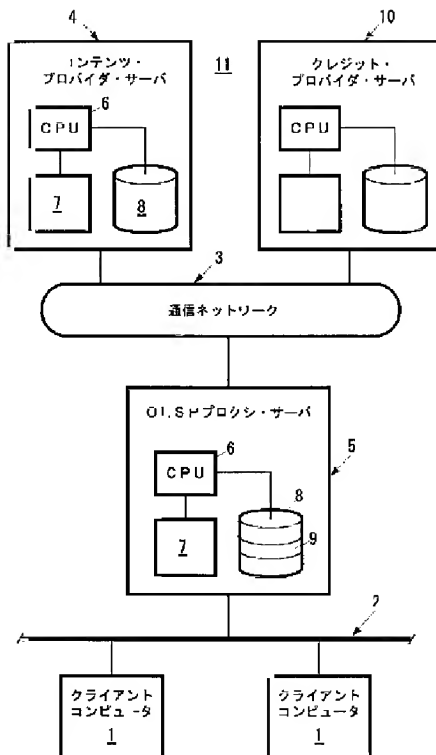 4
10
コンテンツ・
プロバイダ・サーバ
11
クレジット・
プロバイダ・サーバ
6
CPU
CPU
7
8
3
通信ネットワーク
OLSPプロクシ・サーバ
6
5
CPU
8
7
9
2
クライアント
コンピュータ
1
クライアント
コンピュータ
1